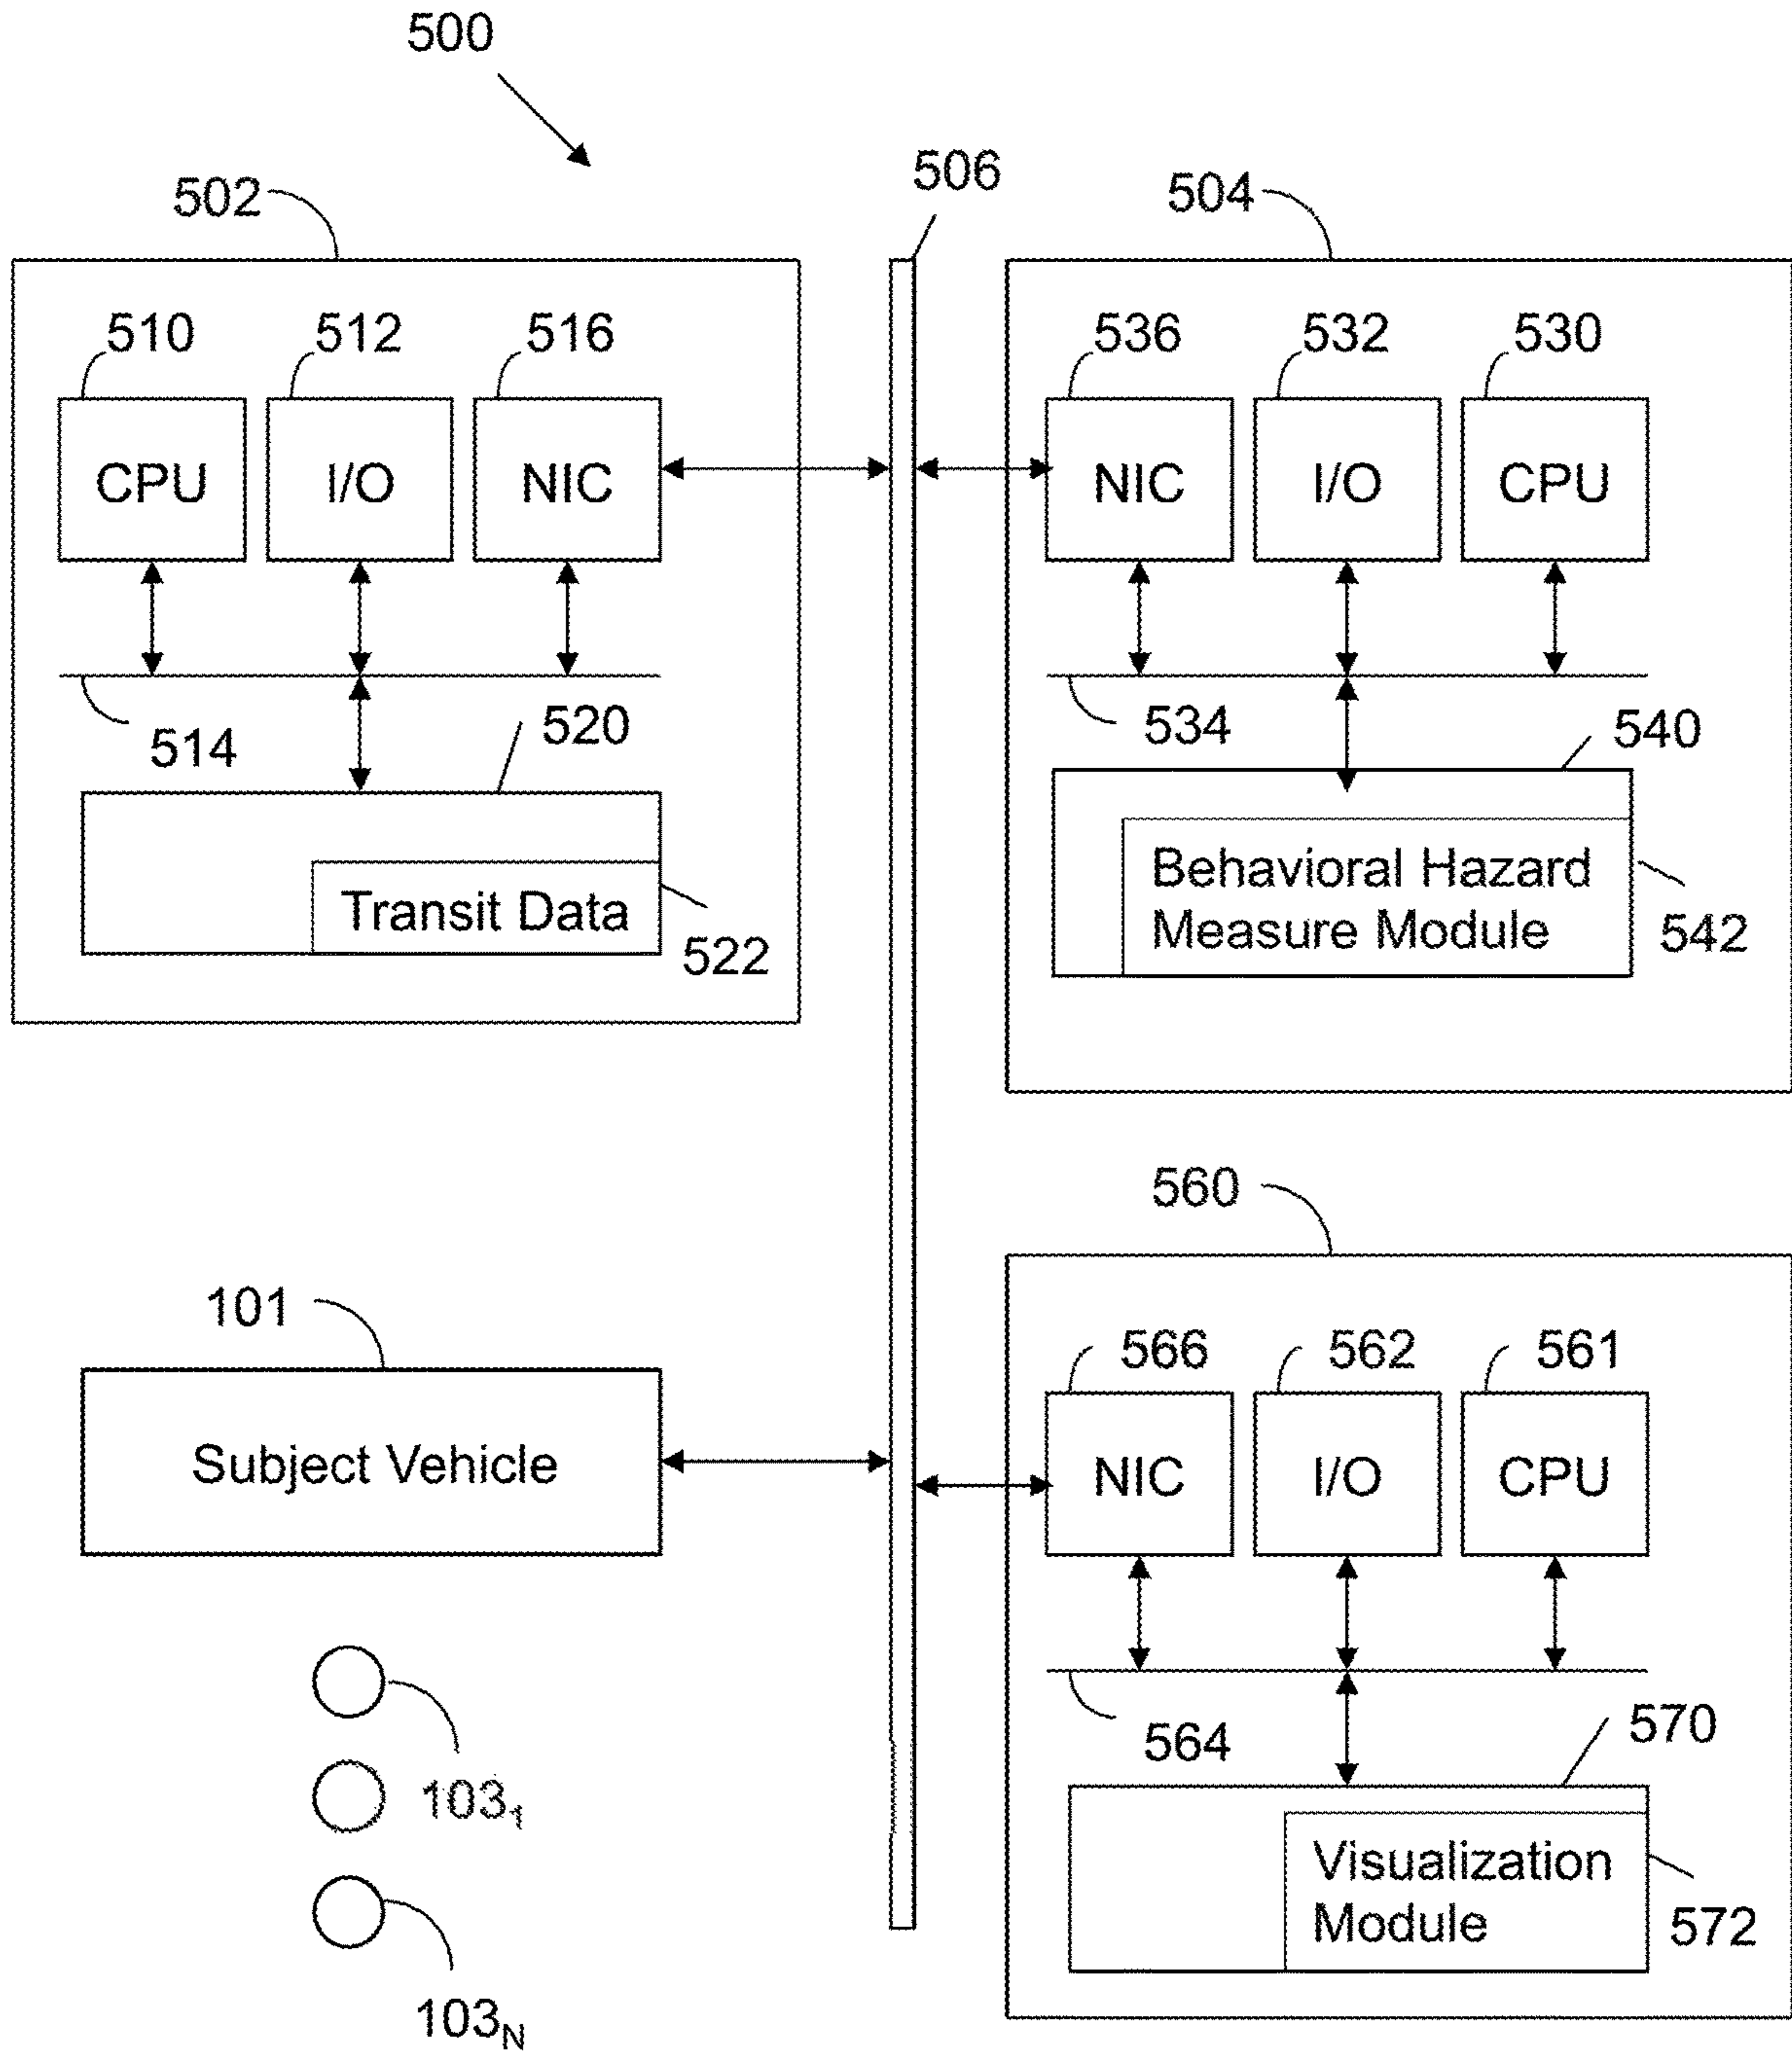 500
502
506
504
510
512
516
536
532
530
CPU
I/O
NIC
NIC
I/O
CPU
514
520
534
540
Transit Data
522
Behavioral Hazard
Measure Module
542
560
101
566
562
561
Subject Vehicle
NIC
I/O
CPU
564
570
103₁
Visualization
Module
572
103_N